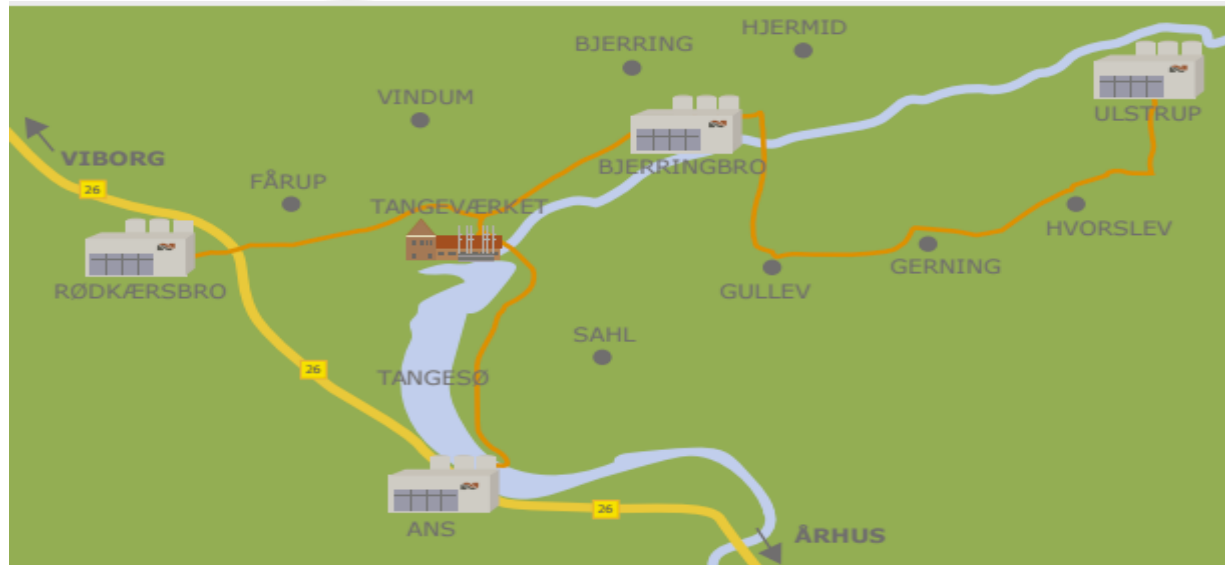 HJERMID
BJERRING
ULSTRUP
VINDUM
VIBORG
BJERRINGBRO
26
FÅRUP
TANGEVÆRKET
HVORSLEV
GERNING
RØDKÆRSBRO
GULLEV
SAHL
26
TANGESØ
26
ANS
ÅRHUS